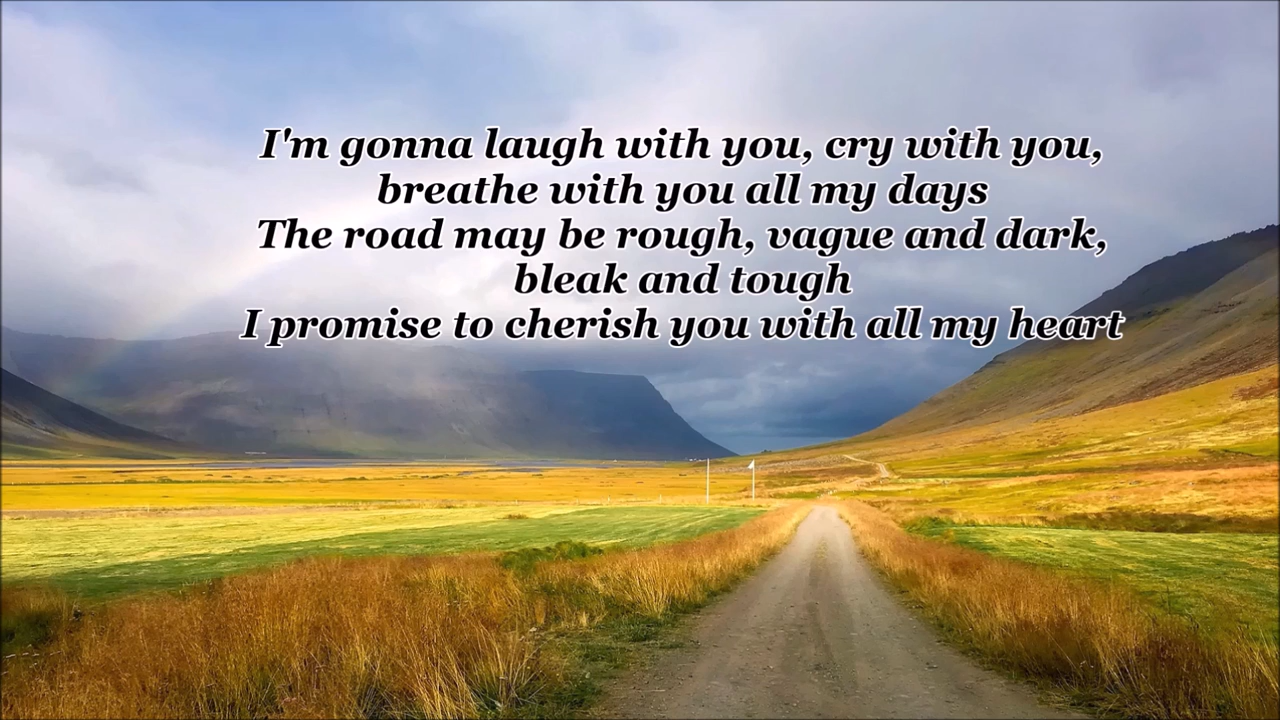 I'm gonna laugh with you, cry with you,
breathe with you all my days
The road may be rough, vague and dark,
bleak and tough
I promise to cherish you with all my heart